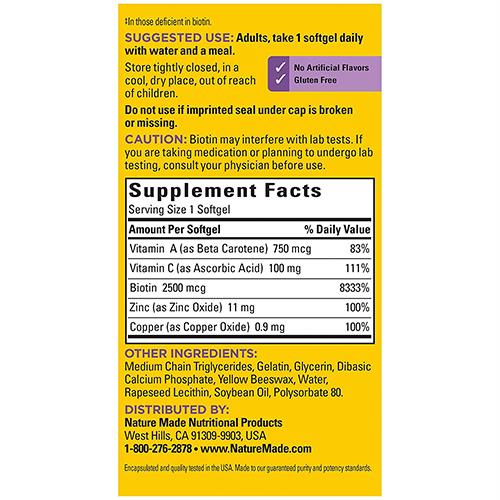 ‡In those deficient in biotin.
SUGGESTED USE: Adults, take 1 softgel daily
with water and a meal.
Store tightly closed, in a
cool, dry place, out of reach
of children.
✓ No Artificial Flavors
✓ Gluten Free
Do not use if imprinted seal under cap is broken
or missing.
CAUTION: Biotin may interfere with lab tests. If
you are taking medication or planning to undergo lab
testing, consult your physician before use.
Supplement Facts
Serving Size 1 Softgel
Amount Per Softgel % Daily Value
Vitamin A (as Beta Carotene) 750 mcg 83%
Vitamin C (as Ascorbic Acid) 100 mg 111%
Biotin 2500 mcg 8333%
Zinc (as Zinc Oxide) 11 mg 100%
Copper (as Copper Oxide) 0.9 mg 100%
OTHER INGREDIENTS:
Medium Chain Triglycerides, Gelatin, Glycerin, Dibasic
Calcium Phosphate, Yellow Beeswax, Water,
Rapeseed Lecithin, Soybean Oil, Polysorbate 80.
DISTRIBUTED BY:
Nature Made Nutritional Products
West Hills, CA 91309-9903, USA
1-800-276-2878 • www.NatureMade.com
Encapsulated and quality tested in the USA. Made to our guaranteed purity and potency standards.